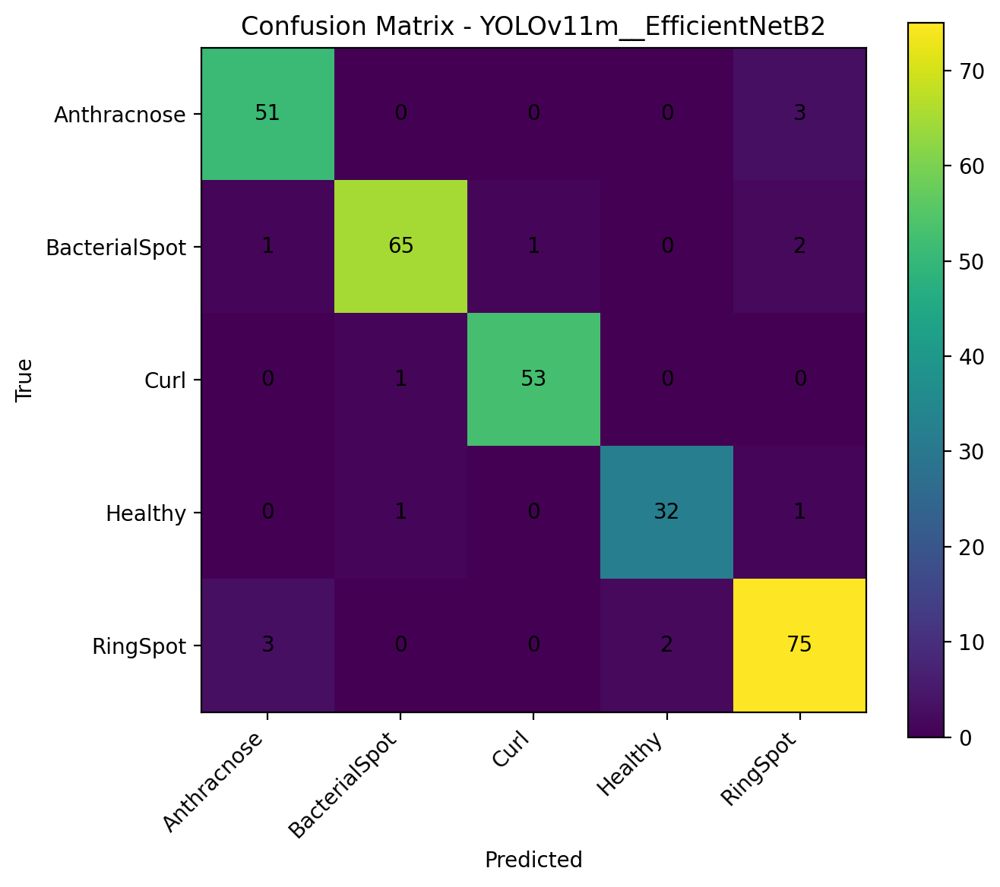 Confusion Matrix - YOLOv11m__EfficientNetB2
Anthracnose 51 0 0 0 3
BacterialSpot 1 65 1 0 2
Curl 0 1 53 0 0
Healthy 0 1 0 32 1
RingSpot 3 0 0 2 75
True
Anthracnose BacterialSpot Curl Healthy RingSpot
Predicted
70
60
50
40
30
20
10
0